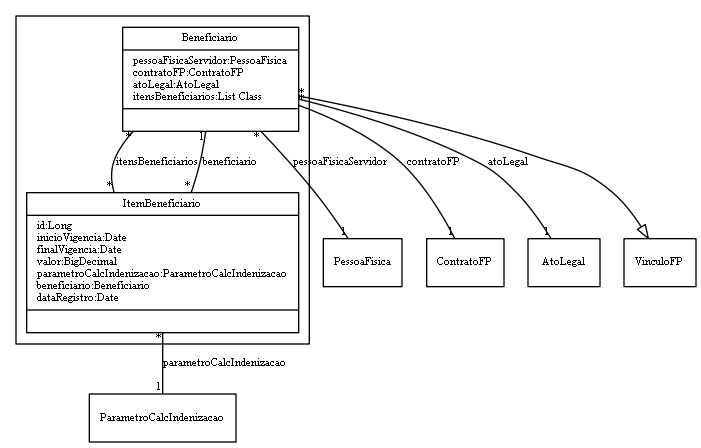 Beneficiario
pessoaFisicaServidor:PessoaFisica
contratoFP:ContratoFP
atoLegal:AtoLegal
itensBeneficiarios:List Class
*
*
*
1
*
itensBeneficiarios
beneficiario
pessoaFisicaServidor
contratoFP
atoLegal
*
*
ItemBeneficiario
id:Long
inicioVigencia:Date
finalVigencia:Date
valor:BigDecimal
parametroCalcIndenizacao:ParametroCalcIndenizacao
beneficiario:Beneficiario
dataRegistro:Date
1
1
1
PessoaFisica
ContratoFP
AtoLegal
VinculoFP
*
parametroCalcIndenizacao
1
ParametroCalcIndenizacao